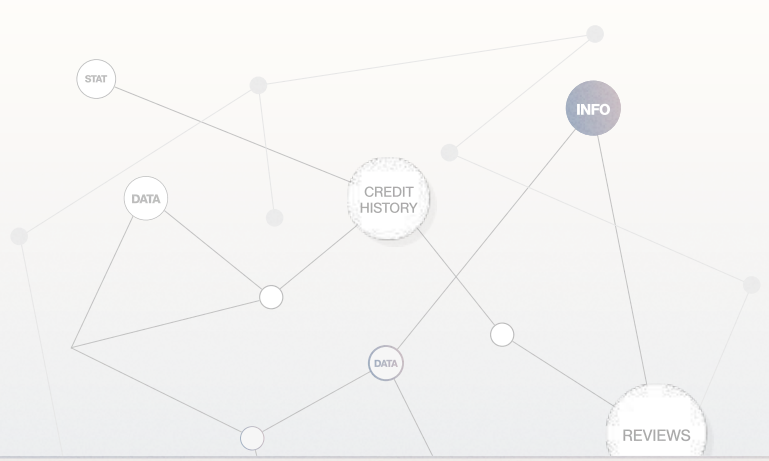 STAT
INFO
DATA
CREDIT
HISTORY
DATA
REVIEWS